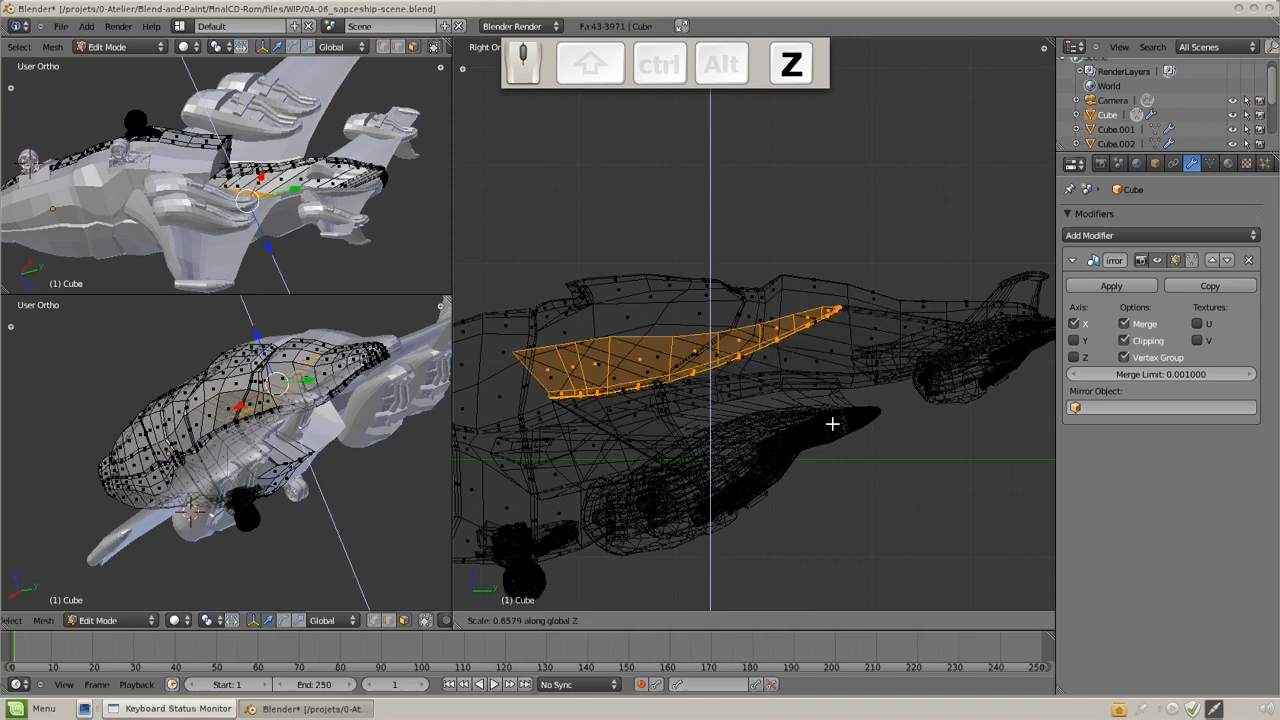 Blender* [/projets/0-Atelier/Blend-and-Paint/FinalCD-Rom/files/WIP/0A-06_sapceship-scene.blend]
File Add Render Help Default Scene Blender Render Fa:43-3971 | Cube
Select Mesh Edit Mode Global
User Ortho
(1) Cube
User Ortho
(1) Cube
Mesh Edit Mode Global
Right Or
ctrl Alt Z
(1) Cube
Scale: 0.6579 along global Z
View Search All Scenes
RenderLayers
World
Camera
Cube
Cube.001
Cube.002
Cube
Modifiers
Add Modifier
irror
Apply Copy
Axis: Options: Textures:
X Merge U
Y Clipping V
Z Vertex Group
Merge Limit: 0.001000
Mirror Object:
0 10 20 30 40 50 60 70 80 90 100 110 120 130 140 150 160 170 180 190 200 210 220 230 240 250
View Frame Playback Start: 1 End: 250 1 No Sync
Menu Keyboard Status Monitor Blender* [/projets/0-At...